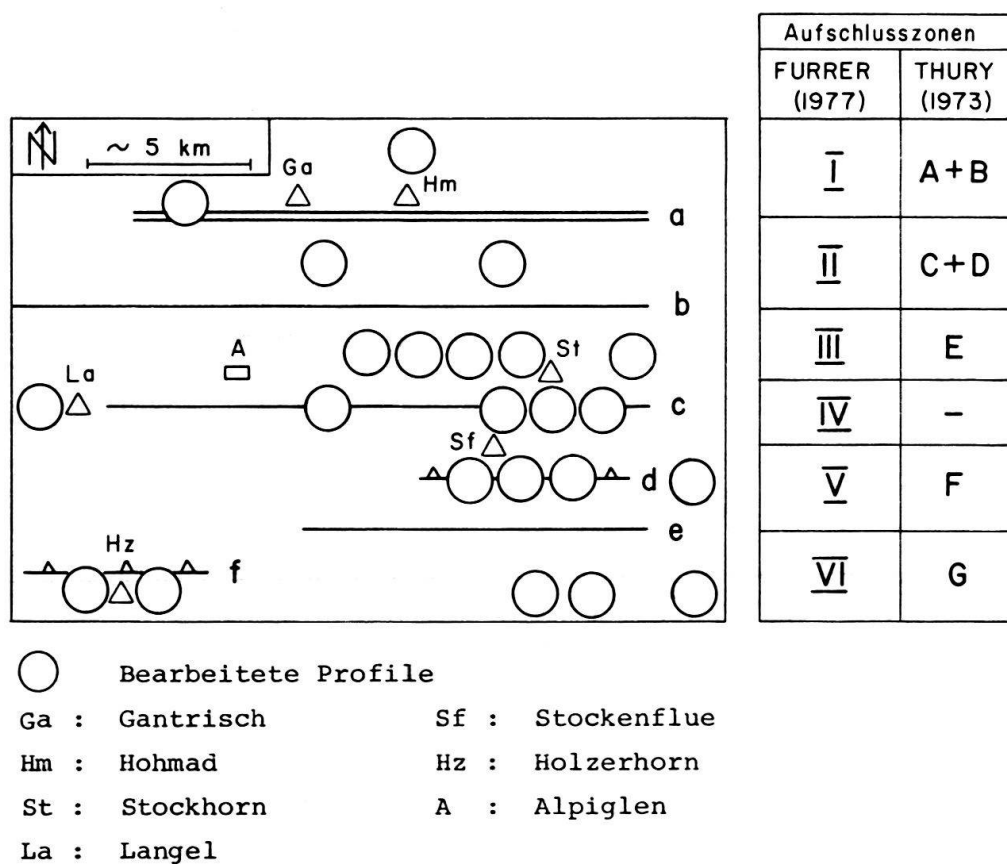 Aufschlusszonen
FURRER (1977) THURY (1973)
I A+B
II C+D
III E
IV –
V F
VI G
N ~ 5 km
Ga
Hm
a
b
A
St
La
c
Sf
d
e
Hz
f
Bearbeitete Profile
Ga : Gantrisch Sf : Stockenflue
Hm : Hohmad Hz : Holzerhorn
St : Stockhorn A : Alpiglen
La : Langel